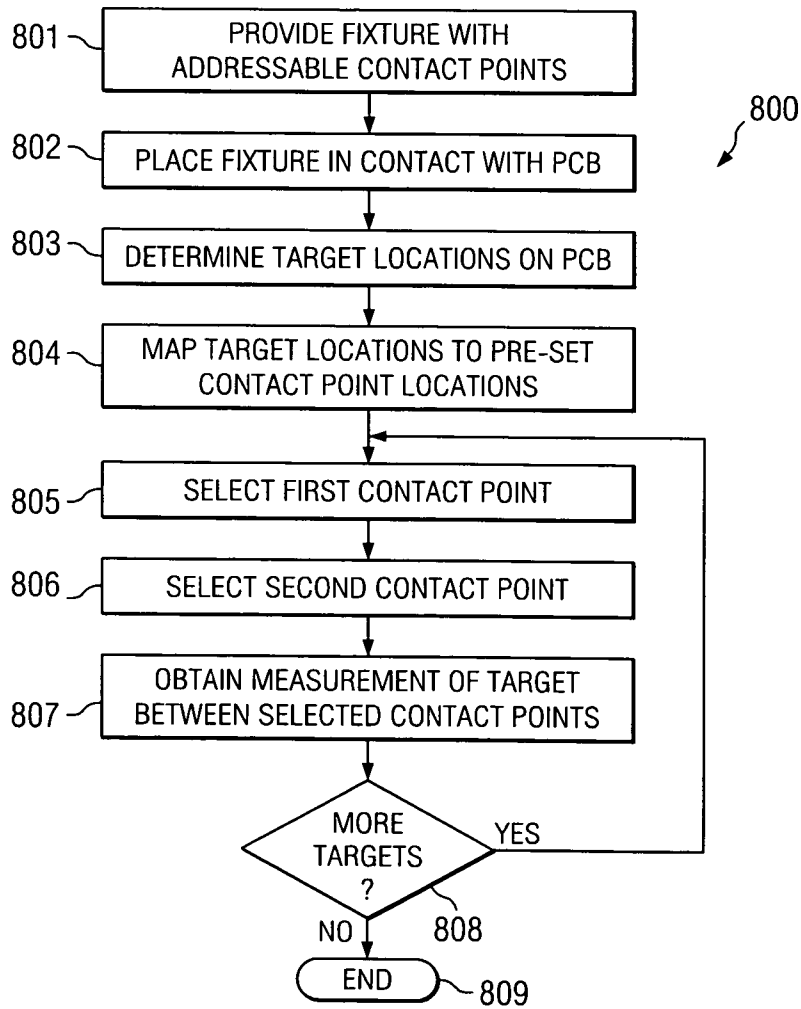 801
PROVIDE FIXTURE WITH
ADDRESSABLE CONTACT POINTS
800
802
PLACE FIXTURE IN CONTACT WITH PCB
803
DETERMINE TARGET LOCATIONS ON PCB
804
MAP TARGET LOCATIONS TO PRE-SET
CONTACT POINT LOCATIONS
805
SELECT FIRST CONTACT POINT
806
SELECT SECOND CONTACT POINT
807
OBTAIN MEASUREMENT OF TARGET
BETWEEN SELECTED CONTACT POINTS
MORE
TARGETS
?
YES
808
NO
END
809